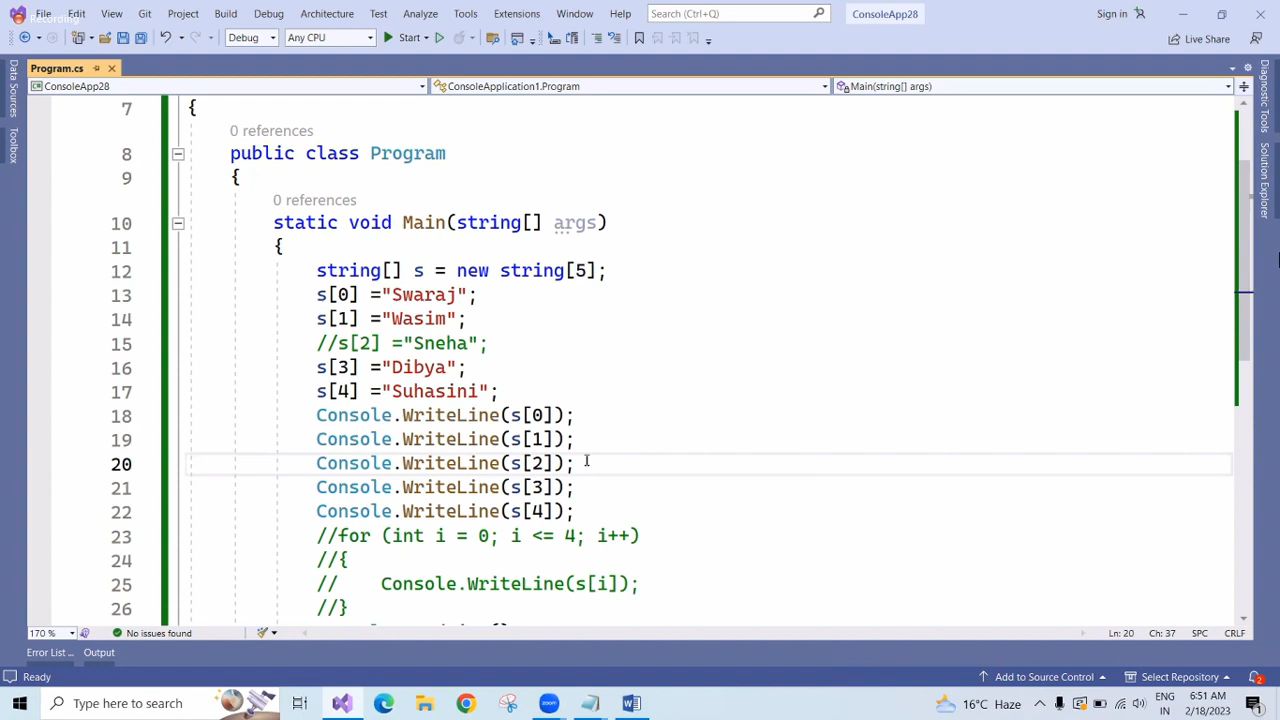 File Edit View Git Project Build Debug Architecture Test Analyze Tools Extensions Window Help Search (Ctrl+Q) ConsoleApp28 Sign in
Recording
Debug Any CPU Start Live Share
Program.cs
ConsoleApp28 ConsoleApplication1.Program Main(string[] args)
Data Sources
Toolbox
Diagnostic Tools
Solution Explorer
7 {
0 references
8 public class Program
9 {
0 references
10 static void Main(string[] args)
11 {
12 string[] s = new string[5];
13 s[0] ="Swaraj";
14 s[1] ="Wasim";
15 //s[2] ="Sneha";
16 s[3] ="Dibya";
17 s[4] ="Suhasini";
18 Console.WriteLine(s[0]);
19 Console.WriteLine(s[1]);
20 Console.WriteLine(s[2]);
21 Console.WriteLine(s[3]);
22 Console.WriteLine(s[4]);
23 //for (int i = 0; i <= 4; i++)
24 //{
25 // Console.WriteLine(s[i]);
26 //}
170 % No issues found Ln: 20 Ch: 37 SPC CRLF
Error List ... Output
Ready Add to Source Control Select Repository 2
Type here to search zoom 16°C Haze ENG 6:51 AM
IN 2/18/2023 1